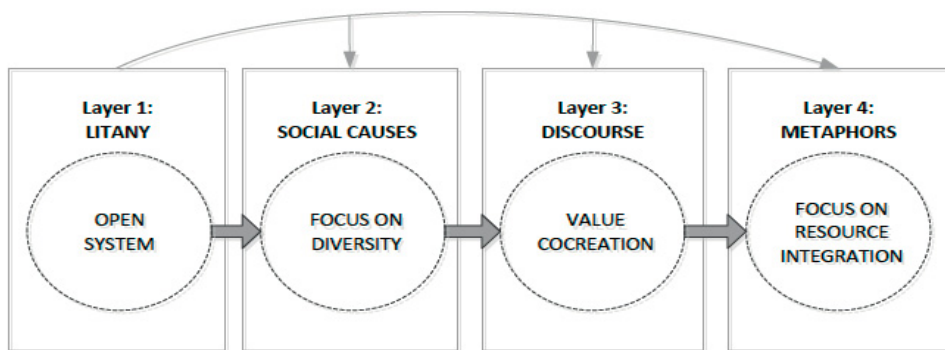 Layer 1:
LITANY
OPEN
SYSTEM
Layer 2:
SOCIAL CAUSES
FOCUS ON
DIVERSITY
Layer 3:
DISCOURSE
VALUE
COCREATION
Layer 4:
METAPHORS
FOCUS ON
RESOURCE
INTEGRATION